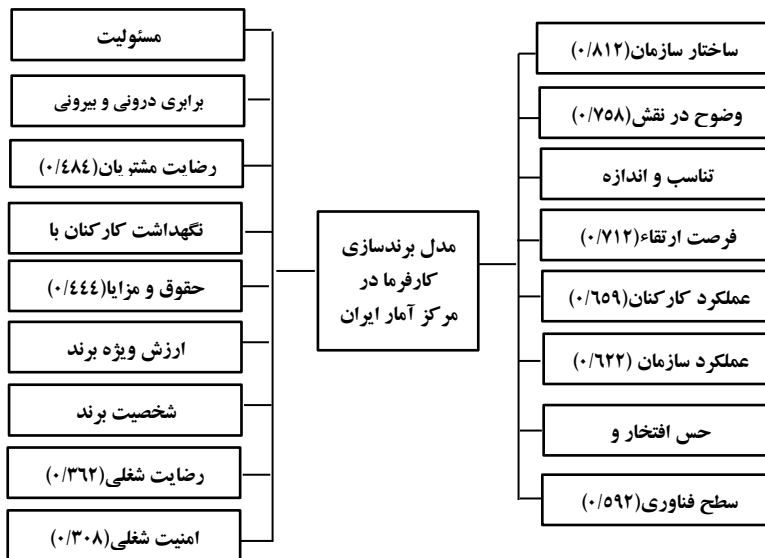 ساختار سازمان(۰/۸۱۲)
وضوح در نقش(۰/۷۵۸)
تناسب و اندازه
فرصت ارتقاء(۰/۷۱۲)
عملکرد کارکنان(۰/۶۵۹)
عملکرد سازمان (۰/۶۲۲)
حس افتخار و
سطح فناوری(۰/۵۹۲)
مدل برندسازی
کارفرما در
مرکز آمار ایران
مسئولیت
برابری درونی و بیرونی
رضایت مشتریان(۰/٤۸٤)
نگهداشت کارکنان با
حقوق و مزایا(۰/٤٤٤)
ارزش ویژه برند
شخصیت برند
رضایت شغلی(۰/۳۶۲)
امنیت شغلی(۰/۳۰۸)